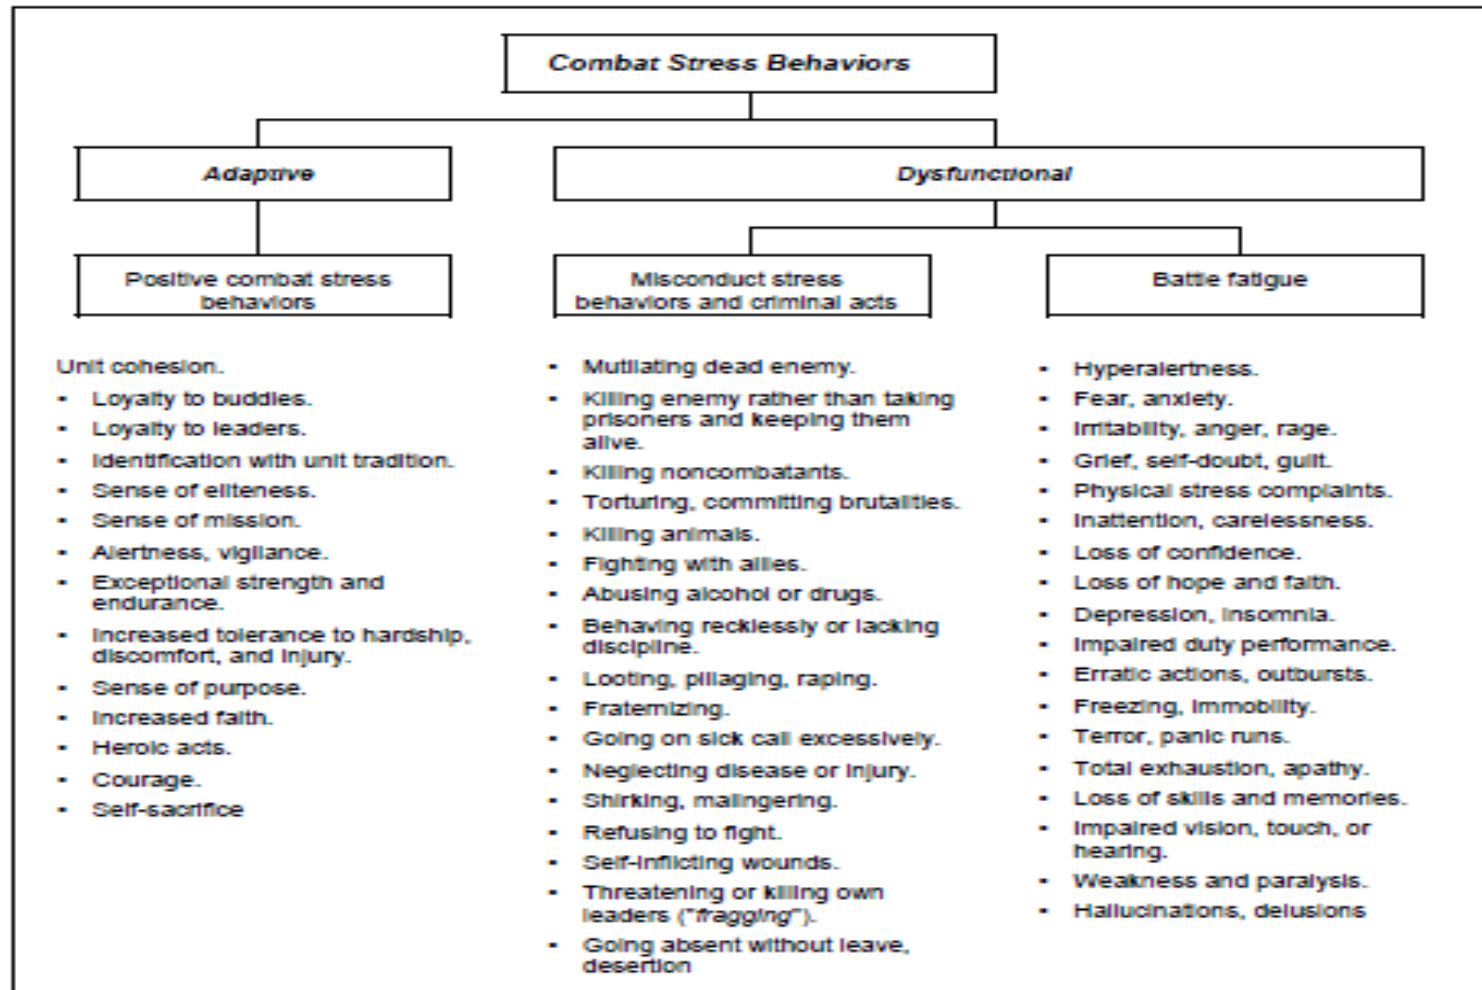 Combat Stress Behaviors
Adaptive
Dysfunctional
Positive combat stress
behaviors
Misconduct stress
behaviors and criminal acts
Battle fatigue
Unit cohesion.
▪ Loyalty to buddies.
▪ Loyalty to leaders.
▪ Identification with unit tradition.
▪ Sense of eliteness.
▪ Sense of mission.
▪ Alertness, vigilance.
▪ Exceptional strength and
endurance.
▪ Increased tolerance to hardship,
discomfort, and injury.
▪ Sense of purpose.
▪ Increased faith.
▪ Heroic acts.
▪ Courage.
▪ Self-sacrifice
▪ Mutilating dead enemy.
▪ Killing enemy rather than taking
prisoners and keeping them
alive.
▪ Killing noncombatants.
▪ Torturing, committing brutalities.
▪ Killing animals.
▪ Fighting with allies.
▪ Abusing alcohol or drugs.
▪ Behaving recklessly or lacking
discipline.
▪ Looting, pillaging, raping.
▪ Fraternizing.
▪ Going on sick call excessively.
▪ Neglecting disease or injury.
▪ Shirking, malingering.
▪ Refusing to fight.
▪ Self-inflicting wounds.
▪ Threatening or killing own
leaders ("fragging").
▪ Going absent without leave,
desertion
▪ Hyperalertness.
▪ Fear, anxiety.
▪ Irritability, anger, rage.
▪ Grief, self-doubt, guilt.
▪ Physical stress complaints.
▪ Inattention, carelessness.
▪ Loss of confidence.
▪ Loss of hope and faith.
▪ Depression, insomnia.
▪ Impaired duty performance.
▪ Erratic actions, outbursts.
▪ Freezing, immobility.
▪ Terror, panic runs.
▪ Total exhaustion, apathy.
▪ Loss of skills and memories.
▪ Impaired vision, touch, or
hearing.
▪ Weakness and paralysis.
▪ Hallucinations, delusions